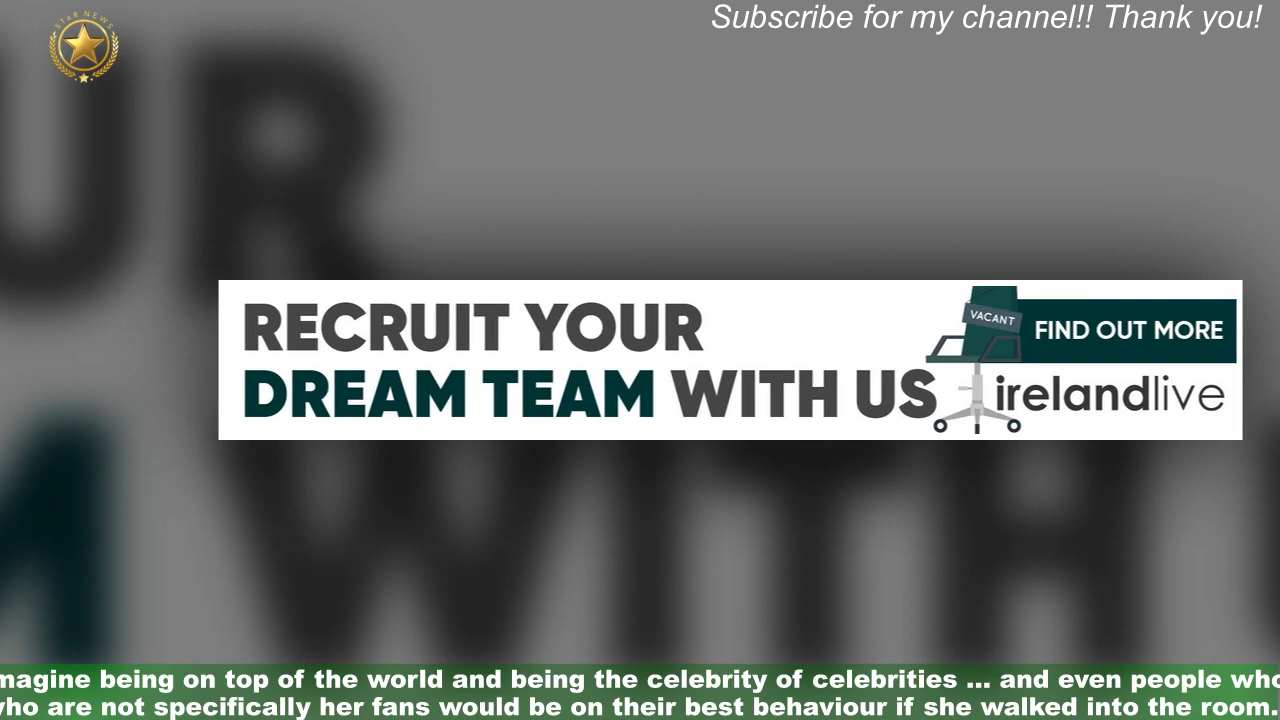 STAR NEWS
Subscribe for my channel!! Thank you!
RECRUIT YOUR
DREAM TEAM WITH US
VACANT
FIND OUT MORE
irelandlive
magine being on top of the world and being the celebrity of celebrities ... and even people who
who are not specifically her fans would be on their best behaviour if she walked into the room.